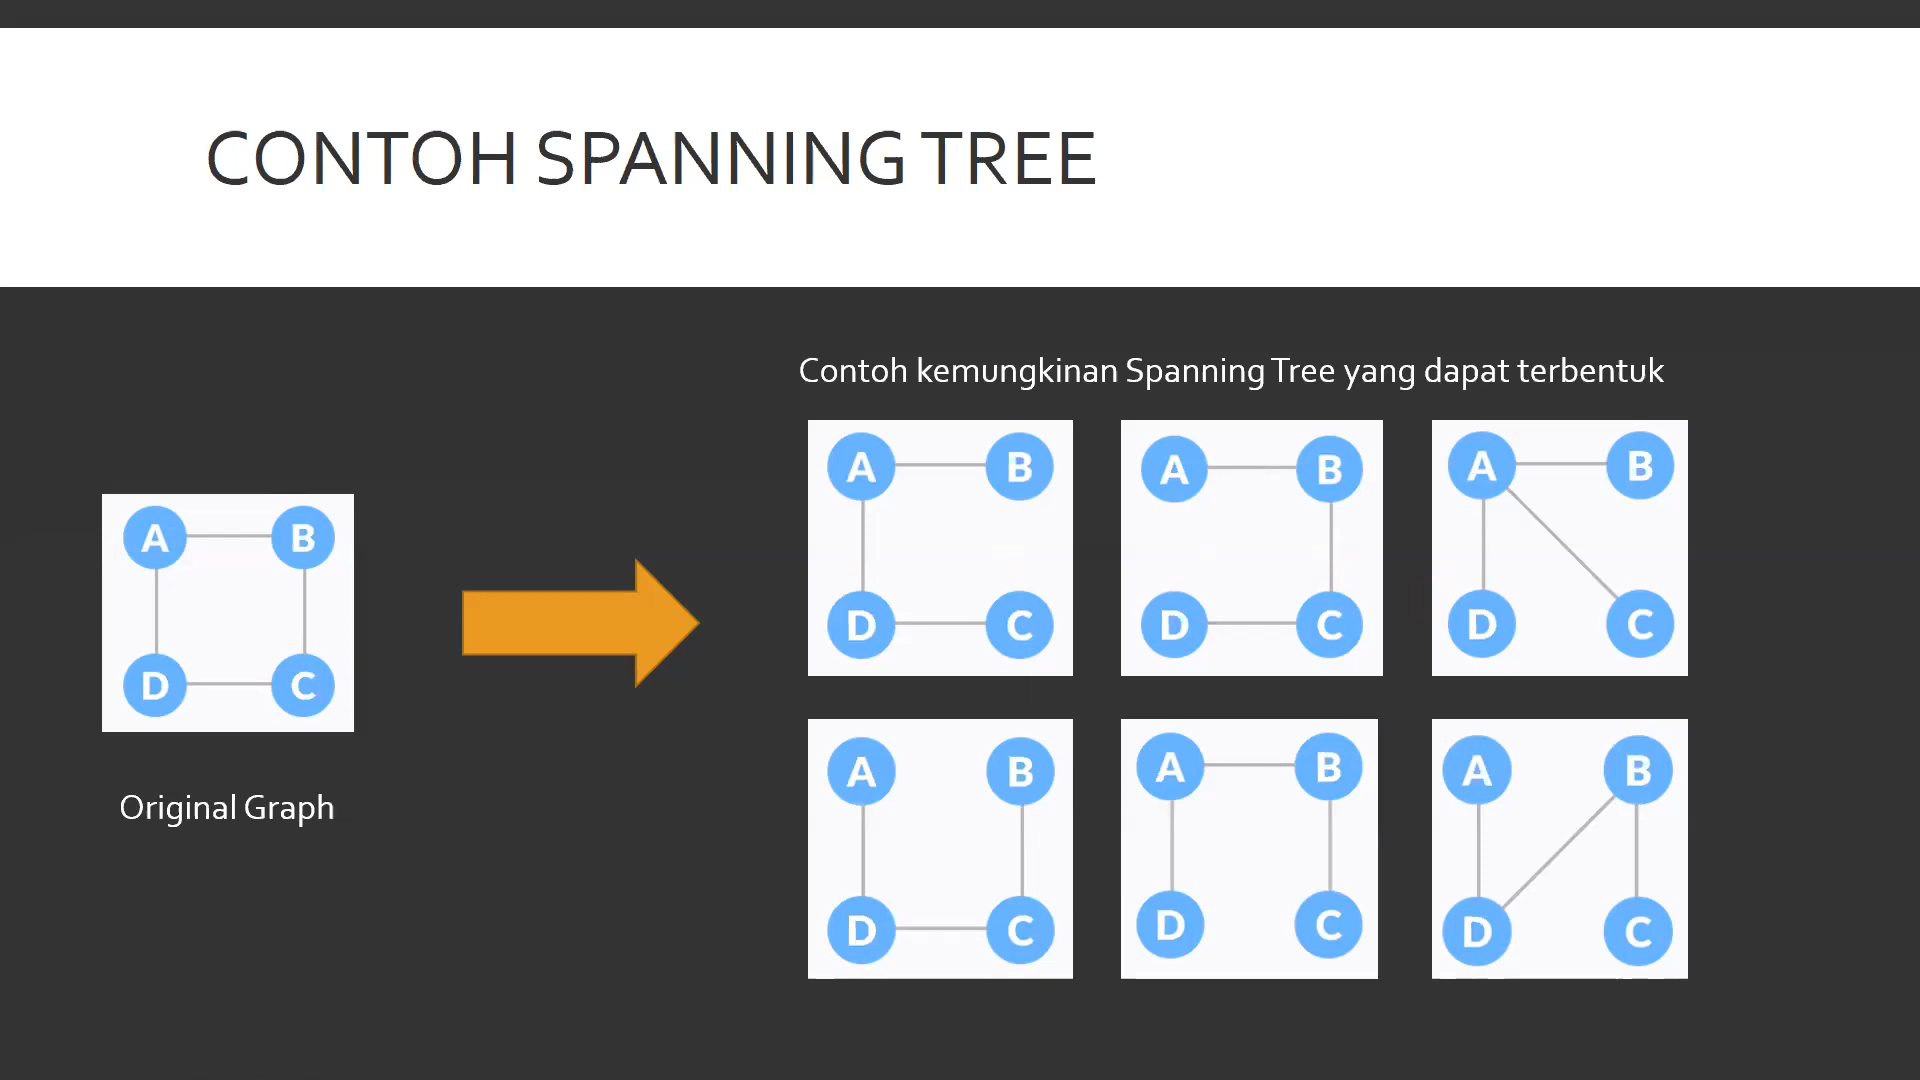 CONTOH SPANNING TREE
Contoh kemungkinan Spanning Tree yang dapat terbentuk
A B
D C
Original Graph
A B
D C
A B
D C
A B
D C
A B
D C
A B
D C
A B
D C